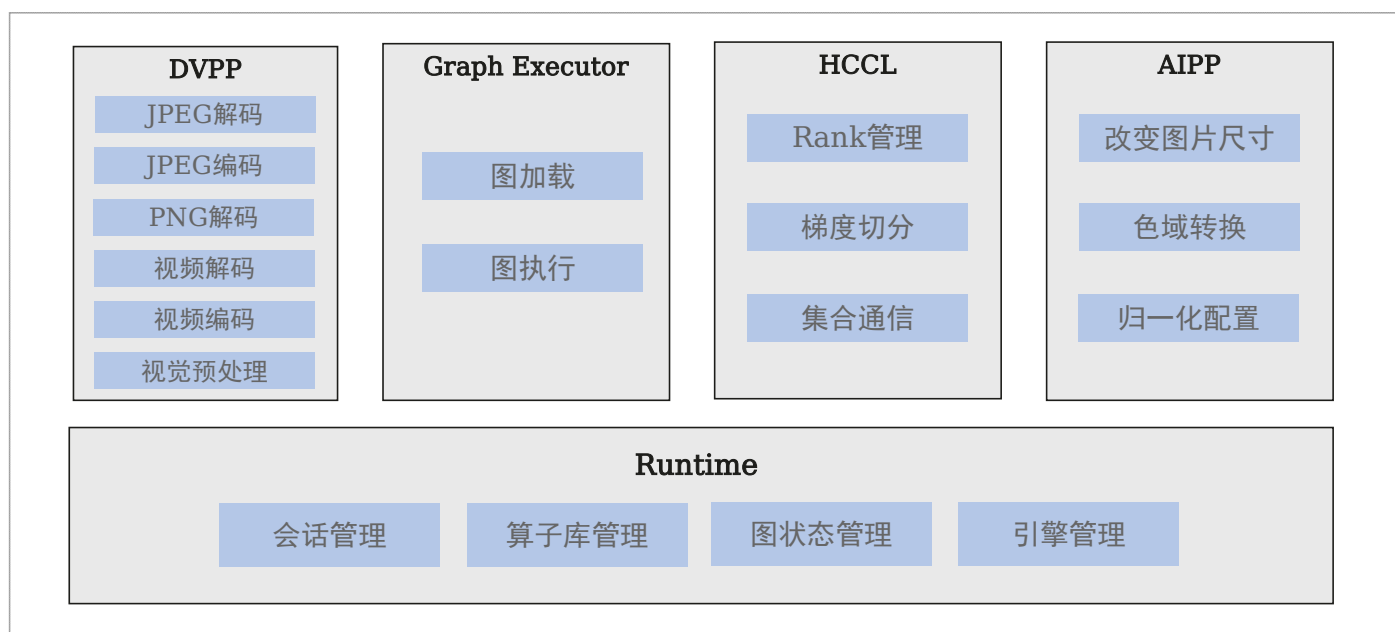 DVPP
JPEG解码
JPEG编码
PNG解码
视频解码
视频编码
视觉预处理
Graph Executor
图加载
图执行
HCCL
Rank管理
梯度切分
集合通信
AIPP
改变图片尺寸
色域转换
归一化配置
Runtime
会话管理
算子库管理
图状态管理
引擎管理